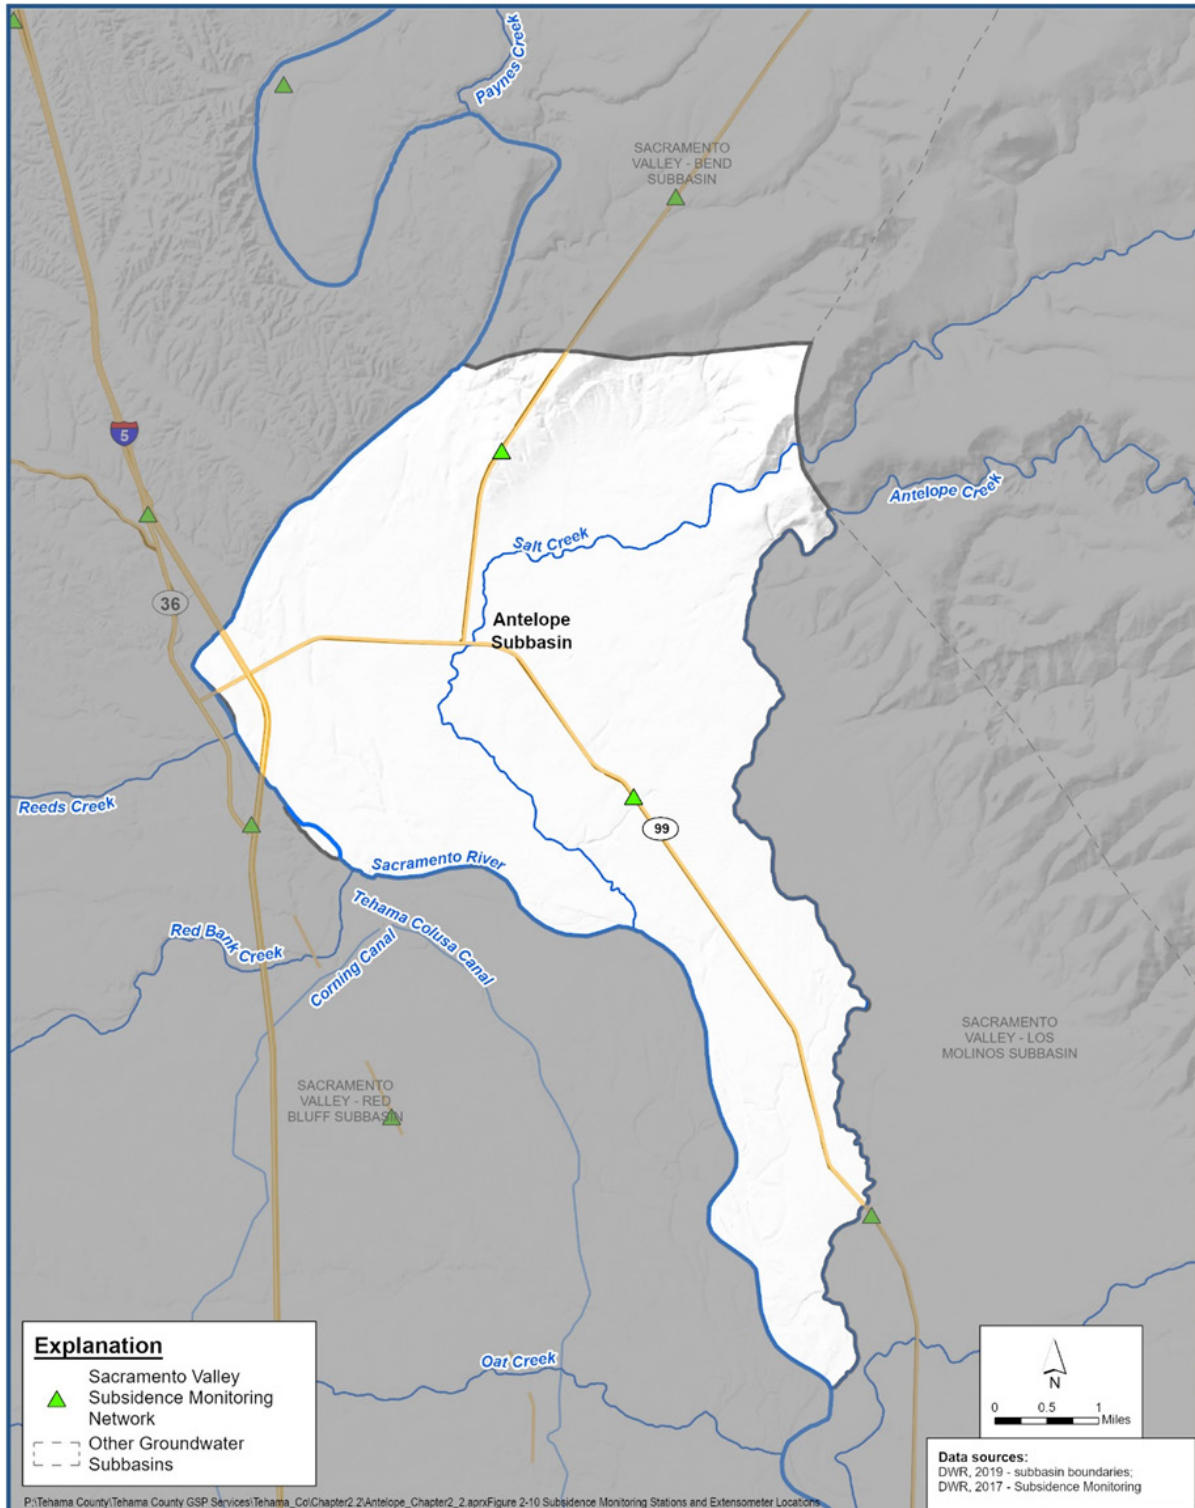 Paynes Creek
SACRAMENTO
VALLEY - BEND
SUBBASIN
5
Antelope Creek
Salt Creek
36
Antelope
Subbasin
Reeds Creek
99
Sacramento River
Tehama Colusa Canal
Red Bank Creek
Corning Canal
SACRAMENTO
VALLEY - LOS
MOLINOS SUBBASIN
SACRAMENTO
VALLEY - RED
BLUFF SUBBASIN
Oat Creek
Explanation
Sacramento Valley
Subsidence Monitoring
Network
Other Groundwater
Subbasins
N
0 0.5 1
Miles
Data sources:
DWR, 2019 - subbasin boundaries;
DWR, 2017 - Subsidence Monitoring
P:\Tehama County\Tehama County GSP Services\Tehama_Co\Chapter2.2\Antelope_Chapter2_2.aprxFigure 2-10 Subsidence Monitoring Stations and Extensometer Locations